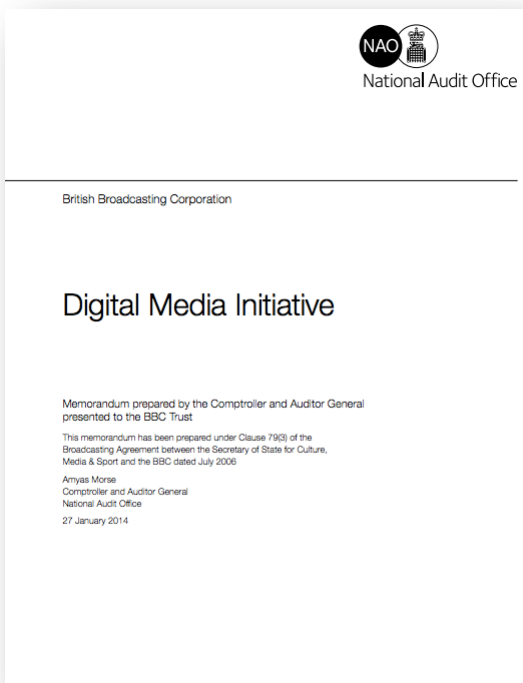 NAO
National Audit Office
British Broadcasting Corporation
Digital Media Initiative
Memorandum prepared by the Comptroller and Auditor General
presented to the BBC Trust
This memorandum has been prepared under Clause 79(3) of the
Broadcasting Agreement between the Secretary of State for Culture,
Media & Sport and the BBC dated July 2006
Amyas Morse
Comptroller and Auditor General
National Audit Office
27 January 2014